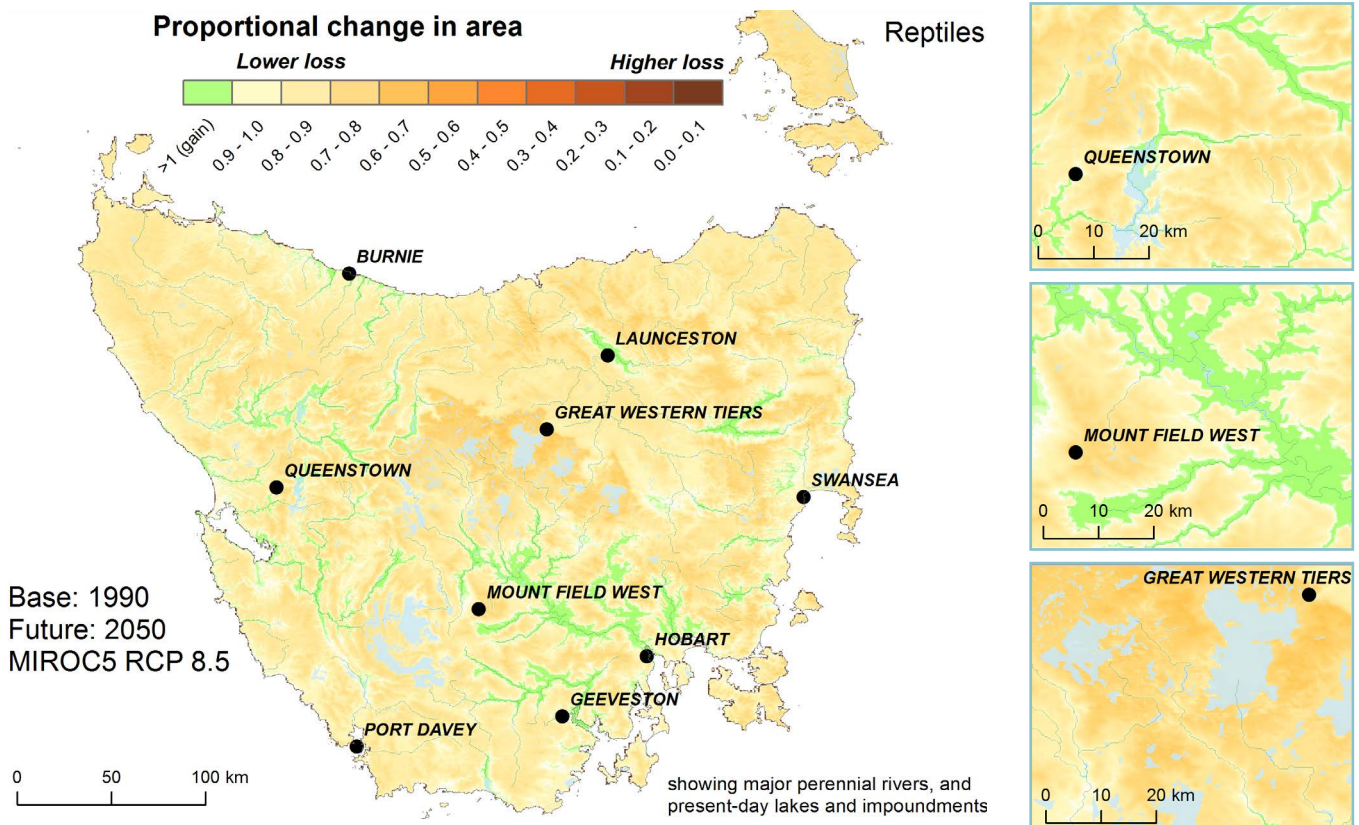 Proportional change in area
Reptiles
Lower loss
Higher loss
>1 (gain)
0.9 - 1.0
0.8 - 0.9
0.7 - 0.8
0.6 - 0.7
0.5 - 0.6
0.4 - 0.5
0.3 - 0.4
0.2 - 0.3
0.1 - 0.2
0.0 - 0.1
BURNIE
LAUNCESTON
GREAT WESTERN TIERS
QUEENSTOWN
SWANSEA
MOUNT FIELD WEST
HOBART
GEEVESTON
PORT DAVEY
Base: 1990
Future: 2050
MIROC5 RCP 8.5
0 50 100 km
showing major perennial rivers, and
present-day lakes and impoundments
QUEENSTOWN
0 10 20 km
MOUNT FIELD WEST
0 10 20 km
GREAT WESTERN TIERS
0 10 20 km